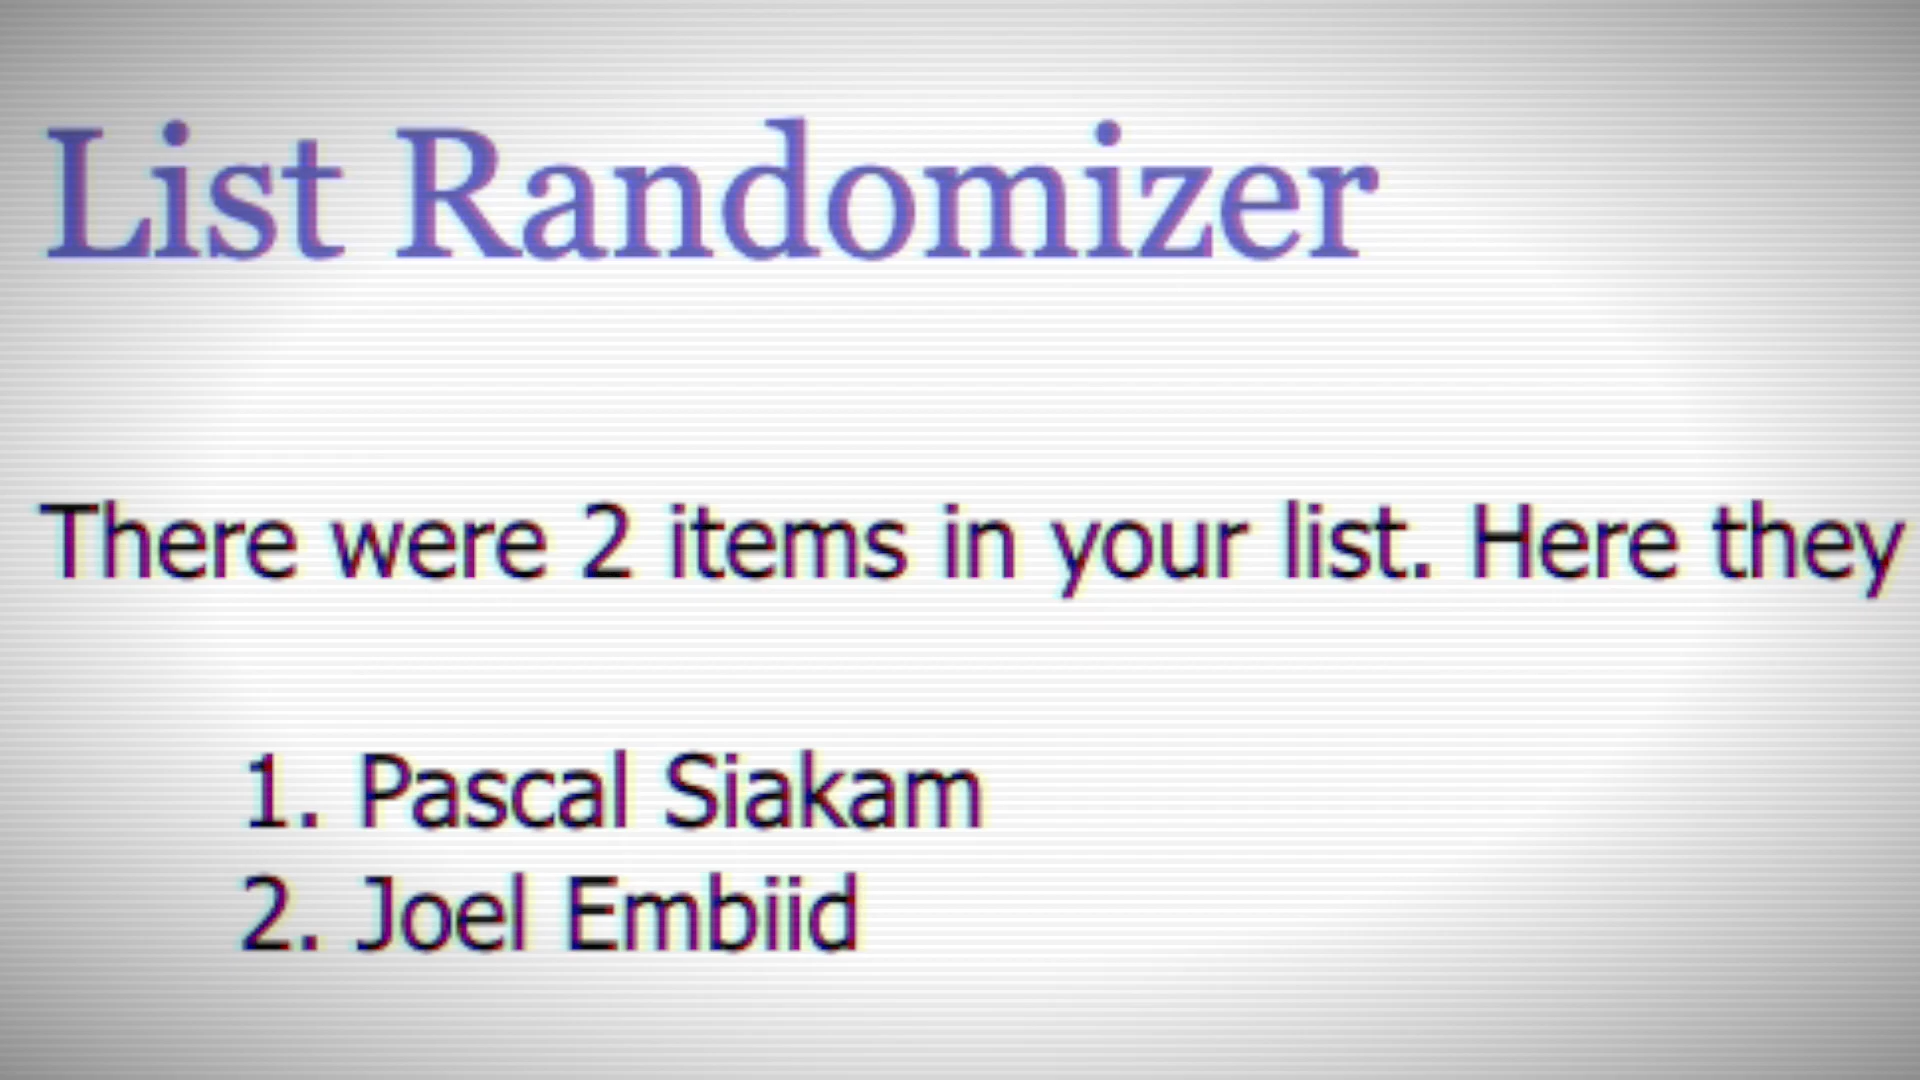 List Randomizer
There were 2 items in your list. Here they
1. Pascal Siakam
2. Joel Embiid